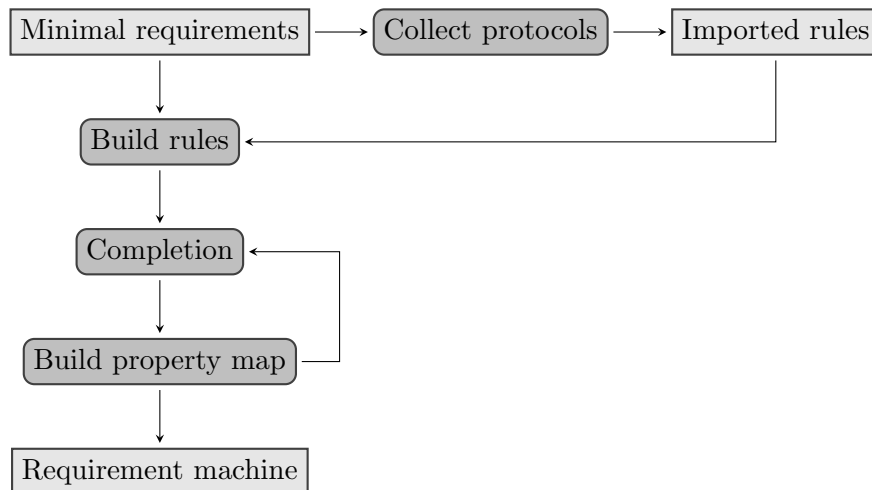 Minimal requirements
Collect protocols
Imported rules
Build rules
Completion
Build property map
Requirement machine